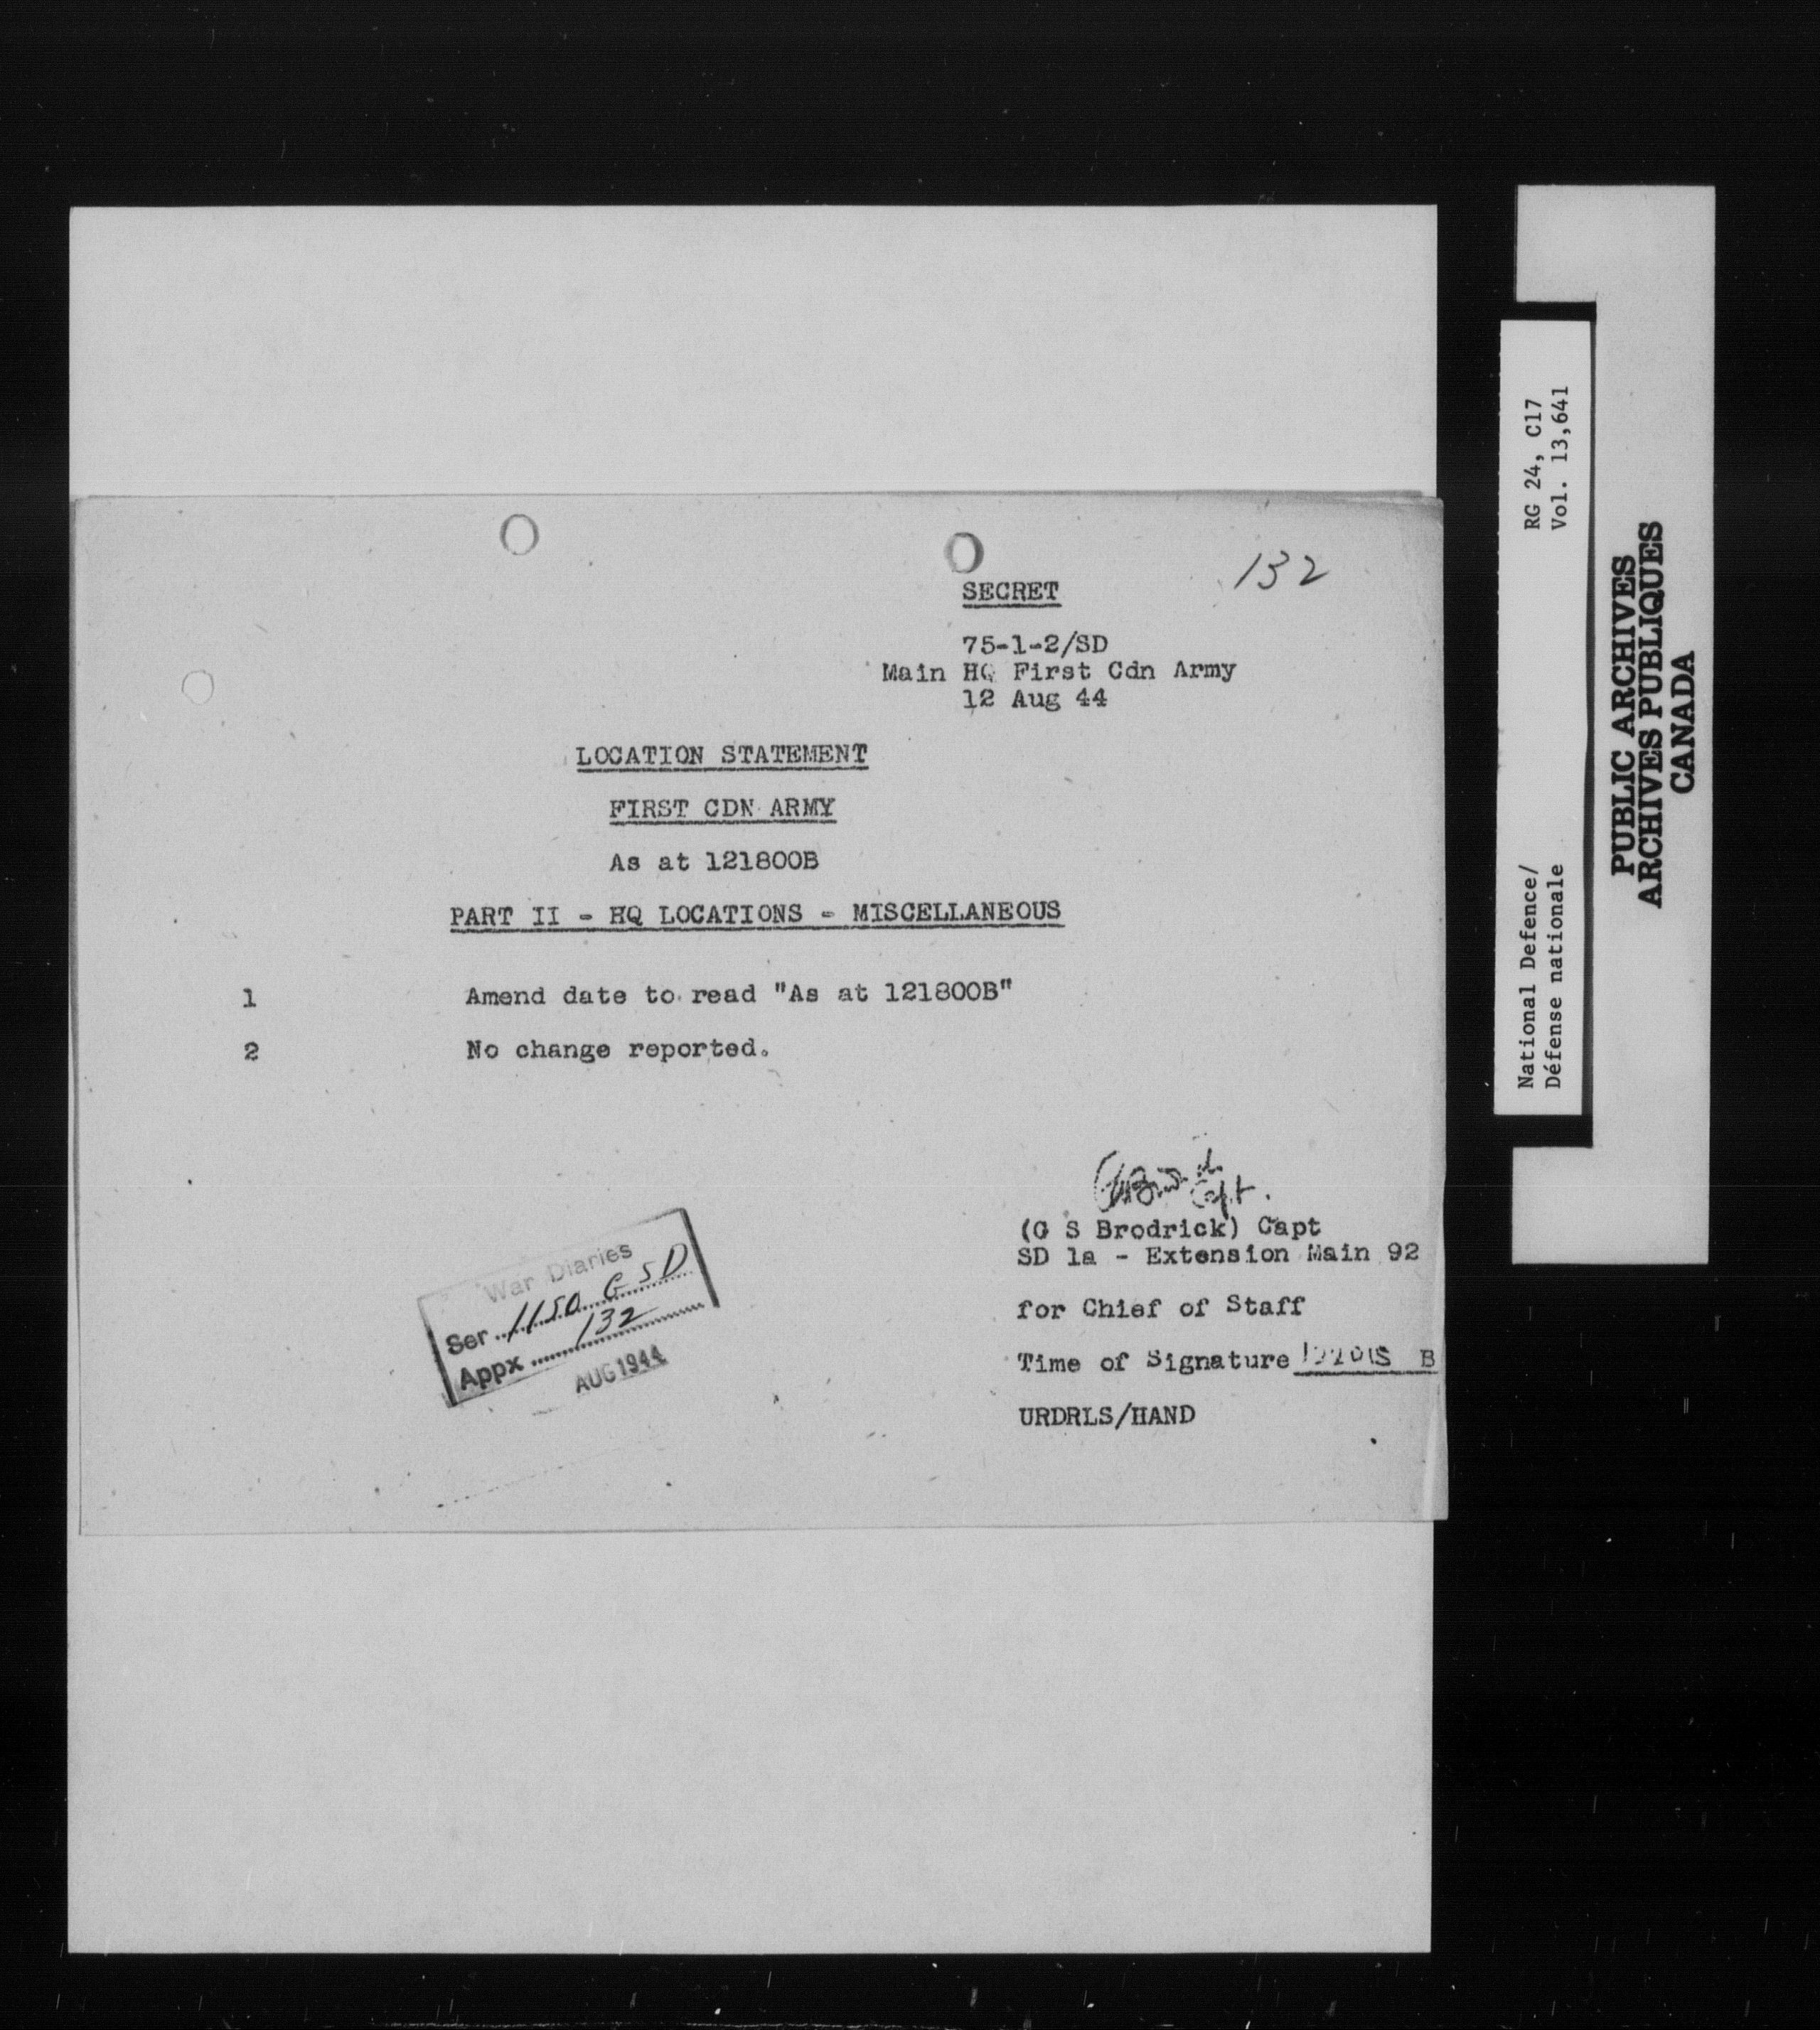 132
SECRET
75-1-2/SD
Main HQ First Cdn Army
12 Aug 44
LOCATION STATEMENT
FIRST CDN ARMY
As at 121800B
PART II - HQ LOCATIONS - MISCELLANEOUS
1 Amend date to read "As at 121800B"
2 No change reported.
Capt.
(G S Brodrick) Capt
SD 1a - Extension Main 92
for Chief of Staff
Time of Signature B
URDRLS/HAND
War Diaries
Ser 1150 GSD
Appx 132
AUG 1944
RG 24, C17
Vol. 13,641
National Defence/
Défense nationale
PUBLIC ARCHIVES
ARCHIVES PUBLIQUES
CANADA